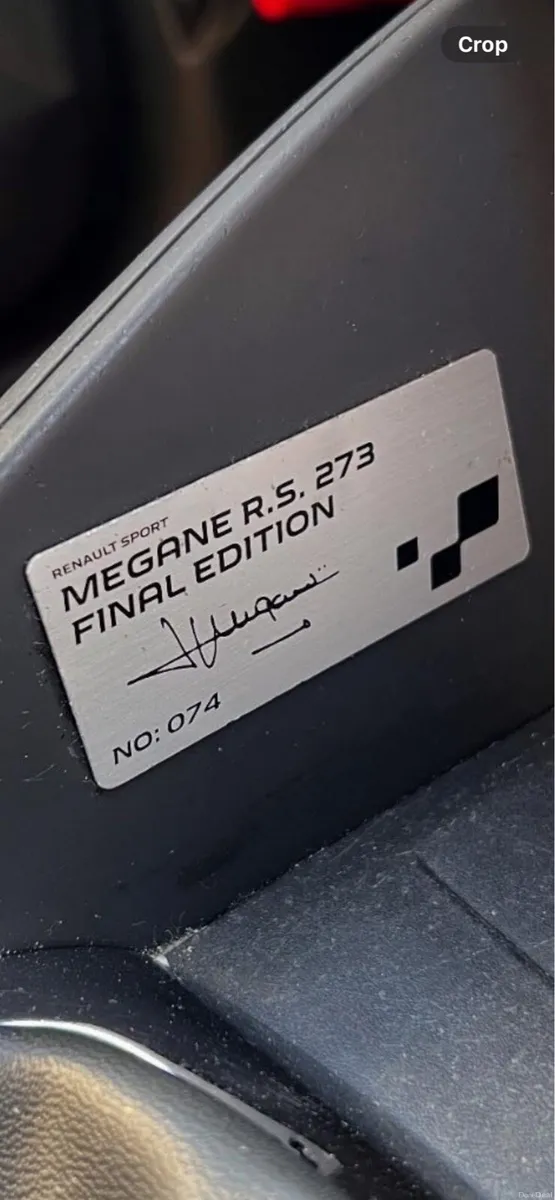 Crop
RENAULT SPORT
MEGANE R.S. 273
FINAL EDITION
NO: 074